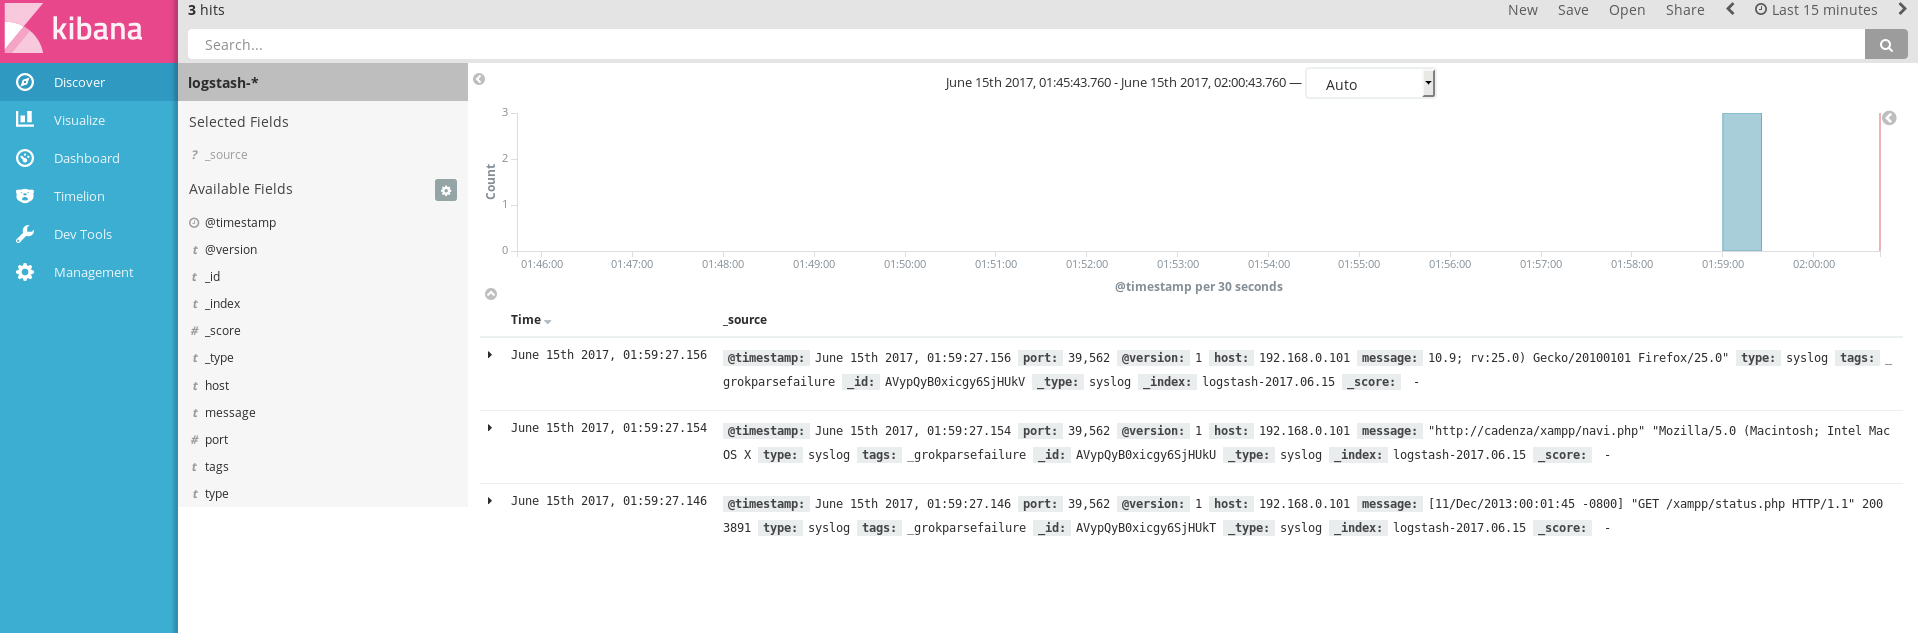 kibana
3 hits
New Save Open Share Last 15 minutes
Search...
Discover
Visualize
Dashboard
Timelion
Dev Tools
Management
logstash-*
Selected Fields
? _source
Available Fields
@timestamp
t @version
t _id
t _index
# _score
t _type
t host
t message
# port
t tags
t type
June 15th 2017, 01:45:43.760 - June 15th 2017, 02:00:43.760 — Auto
3
2
1
0
Count
01:46:00 01:47:00 01:48:00 01:49:00 01:50:00 01:51:00 01:52:00 01:53:00 01:54:00 01:55:00 01:56:00 01:57:00 01:58:00 01:59:00 02:00:00
@timestamp per 30 seconds
Time _source
June 15th 2017, 01:59:27.156 @timestamp: June 15th 2017, 01:59:27.156 port: 39,562 @version: 1 host: 192.168.0.101 message: 10.9; rv:25.0) Gecko/20100101 Firefox/25.0" type: syslog tags: _
grokparsefailure _id: AVypQyB0xicgy6SjHUkV _type: syslog _index: logstash-2017.06.15 _score: -
June 15th 2017, 01:59:27.154 @timestamp: June 15th 2017, 01:59:27.154 port: 39,562 @version: 1 host: 192.168.0.101 message: "http://cadenza/xampp/navi.php" "Mozilla/5.0 (Macintosh; Intel Mac
OS X type: syslog tags: _grokparsefailure _id: AVypQyB0xicgy6SjHUkU _type: syslog _index: logstash-2017.06.15 _score: -
June 15th 2017, 01:59:27.146 @timestamp: June 15th 2017, 01:59:27.146 port: 39,562 @version: 1 host: 192.168.0.101 message: [11/Dec/2013:00:01:45 -0800] "GET /xampp/status.php HTTP/1.1" 200
3891 type: syslog tags: _grokparsefailure _id: AVypQyB0xicgy6SjHUkT _type: syslog _index: logstash-2017.06.15 _score: -